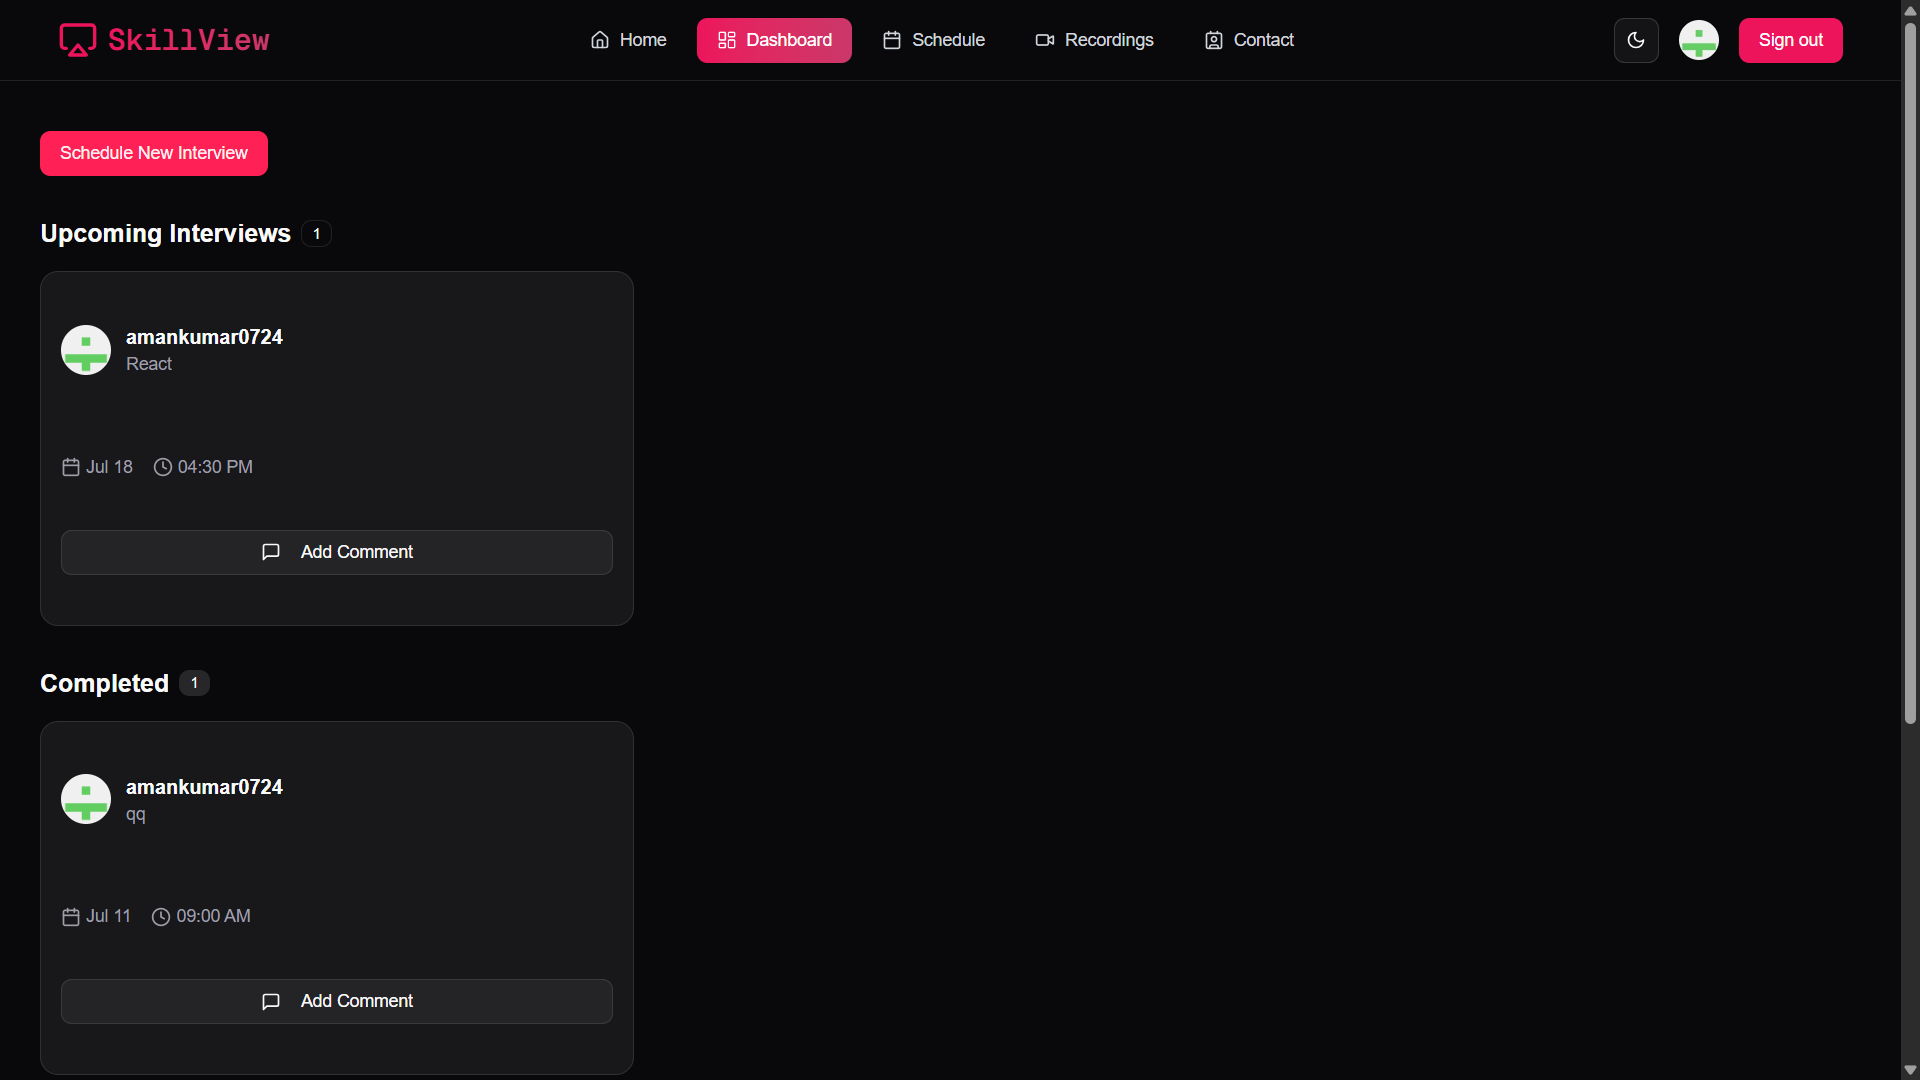 SkillView
Home
Dashboard
Schedule
Recordings
Contact
Sign out
Schedule New Interview
Upcoming Interviews 1
amankumar0724
React
Jul 18 04:30 PM
Add Comment
Completed 1
amankumar0724
qq
Jul 11 09:00 AM
Add Comment